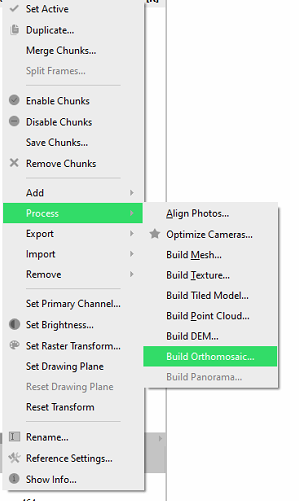 Set Active
Duplicate...
Merge Chunks...
Split Frames...
Enable Chunks
Disable Chunks
Save Chunks...
Remove Chunks
Add
Process
Export
Import
Remove
Set Primary Channel...
Set Brightness...
Set Raster Transform...
Set Drawing Plane
Reset Drawing Plane
Reset Transform
Rename...
Reference Settings...
Show Info...
Align Photos...
Optimize Cameras...
Build Mesh...
Build Texture...
Build Tiled Model...
Build Point Cloud...
Build DEM...
Build Orthomosaic...
Build Panorama...